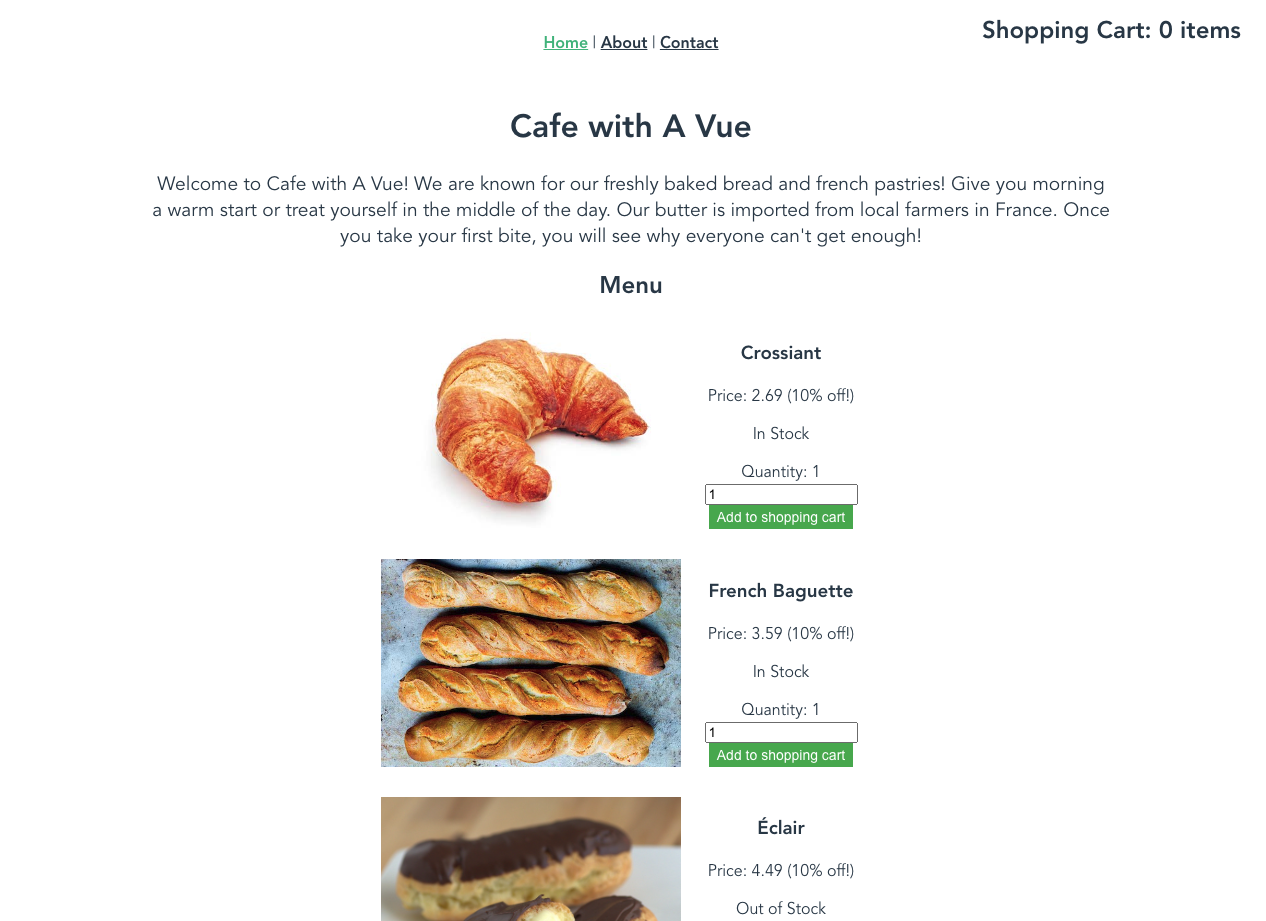 Home | About | Contact
Shopping Cart: 0 items
Cafe with A Vue
Welcome to Cafe with A Vue! We are known for our freshly baked bread and french pastries! Give you morning
a warm start or treat yourself in the middle of the day. Our butter is imported from local farmers in France. Once
you take your first bite, you will see why everyone can't get enough!
Menu
Crossiant
Price: 2.69 (10% off!)
In Stock
Quantity: 1
1
Add to shopping cart
French Baguette
Price: 3.59 (10% off!)
In Stock
Quantity: 1
1
Add to shopping cart
Éclair
Price: 4.49 (10% off!)
Out of Stock